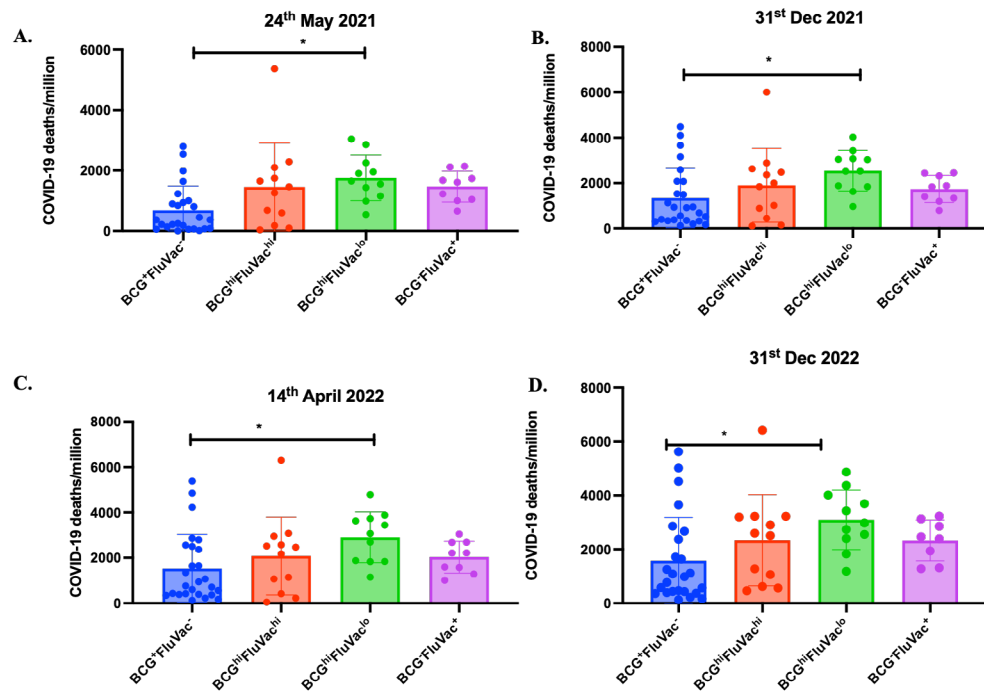 A.
24th May 2021
COVID-19 deaths/million
6000
4000
2000
0
*
BCG+FluVac-
BCGhiFluVachi
BCGhiFluVaclo
BCG-FluVac+
B.
31st Dec 2021
COVID-19 deaths/million
8000
6000
4000
2000
0
*
BCG+FluVac-
BCGhiFluVachi
BCGhiFluVaclo
BCG-FluVac+
C.
14th April 2022
COVID-19 deaths/million
8000
6000
4000
2000
0
*
BCG+FluVac-
BCGhiFluVachi
BCGhiFluVaclo
BCG-FluVac+
D.
31st Dec 2022
COVID-19 deaths/million
8000
6000
4000
2000
0
*
BCG+FluVac-
BCGhiFluVachi
BCGhiFluVaclo
BCG-FluVac+